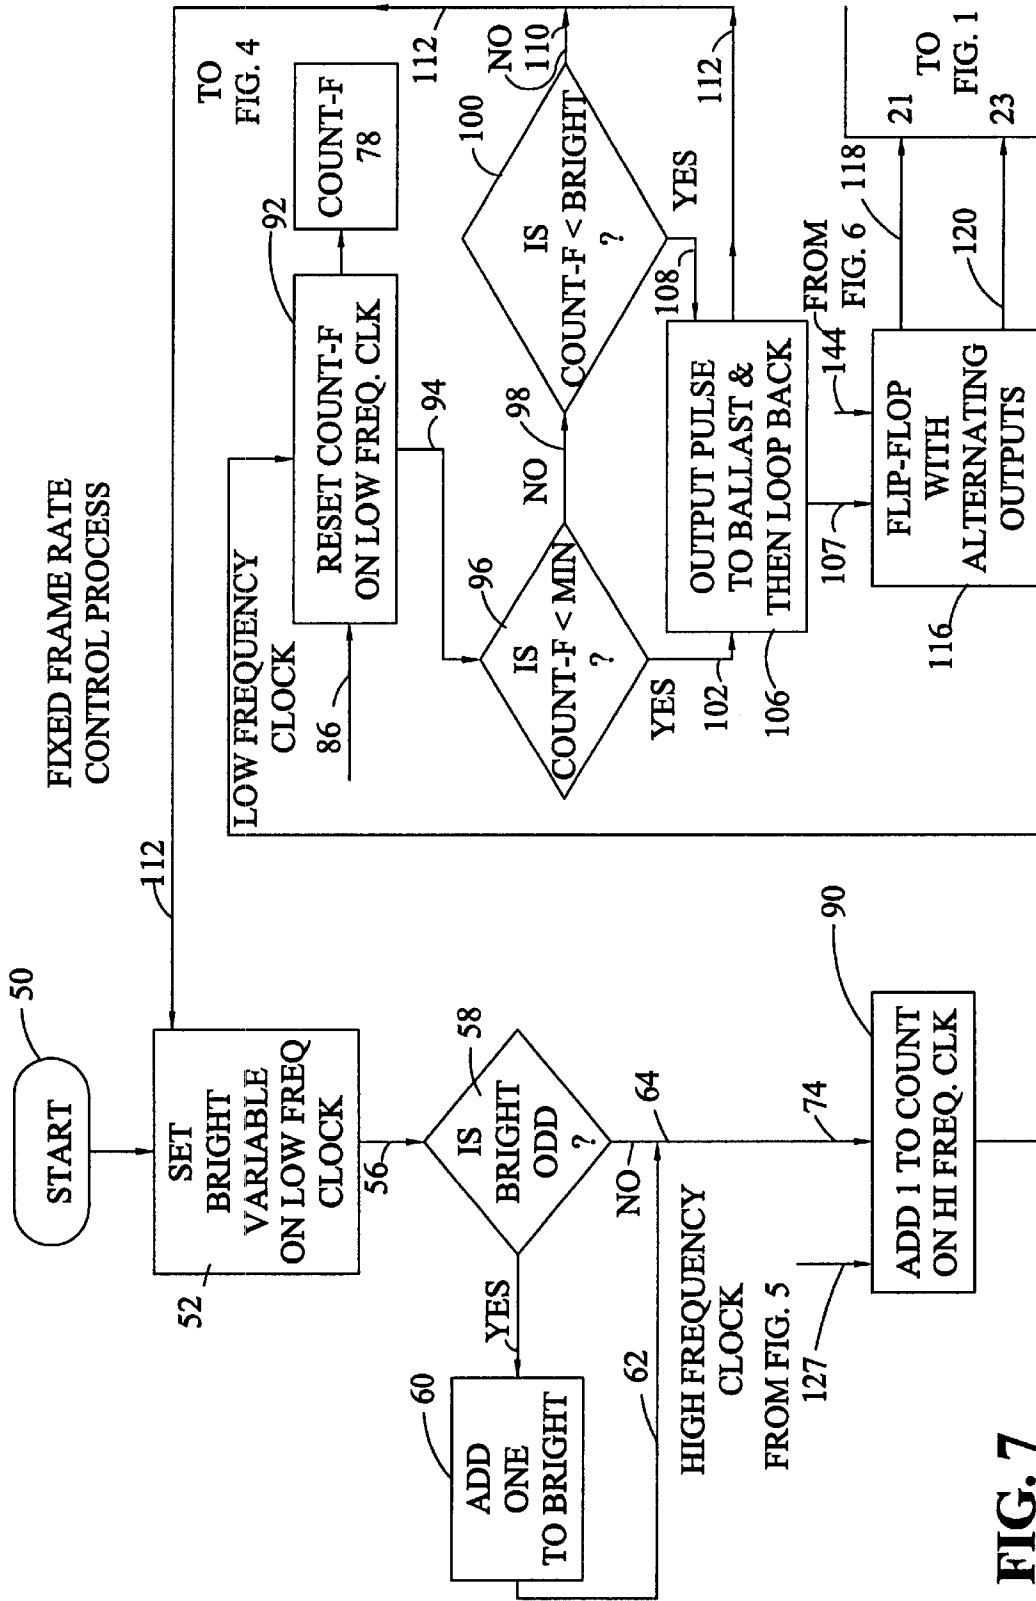 FIXED FRAME RATE
CONTROL PROCESS
START
50
112
SET
BRIGHT
VARIABLE
ON LOW FREQ
CLOCK
52
56
IS
BRIGHT
ODD
?
58
YES
NO
60
ADD
ONE
TO BRIGHT
62
64
HIGH FREQUENCY
CLOCK
FROM FIG. 5
127
74
ADD 1 TO COUNT
ON HI FREQ. CLK
90
LOW FREQUENCY
CLOCK
86
RESET COUNT-F
ON LOW FREQ. CLK
92
COUNT-F
78
TO
FIG. 4
94
IS
COUNT-F < MIN
?
96
NO
98
YES
102
IS
COUNT-F < BRIGHT
?
100
NO
110
112
YES
108
OUTPUT PULSE
TO BALLAST &
THEN LOOP BACK
106
112
107
144
FROM
FIG. 6
FLIP-FLOP
WITH
ALTERNATING
OUTPUTS
116
118
120
21
TO
FIG. 1
23
FIG. 7